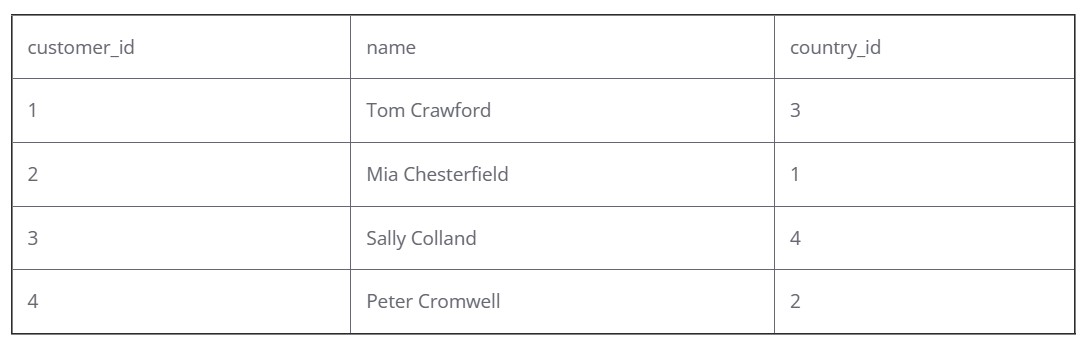 customer_id name country_id
1 Tom Crawford 3
2 Mia Chesterfield 1
3 Sally Colland 4
4 Peter Cromwell 2